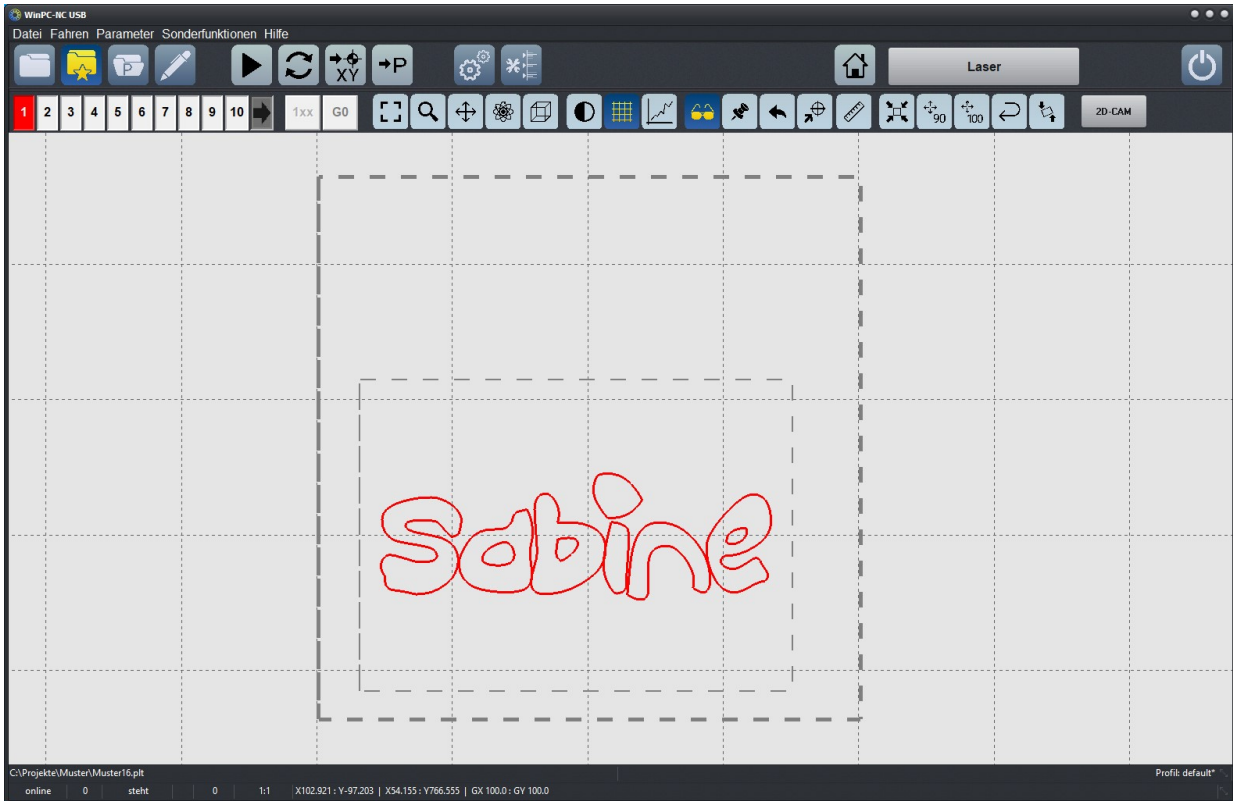 WinPC-NC USB
Datei Fahren Parameter Sonderfunktionen Hilfe
P XY P Laser
1 2 3 4 5 6 7 8 9 10 1xx G0 90 100 2D-CAM
Sabine
C:\Projekte\Muster\Muster16.plt Profil: default*
online 0 steht 0 1:1 X102.921 : Y-97.203 | X54.155 : Y766.555 | GX 100.0 : GY 100.0